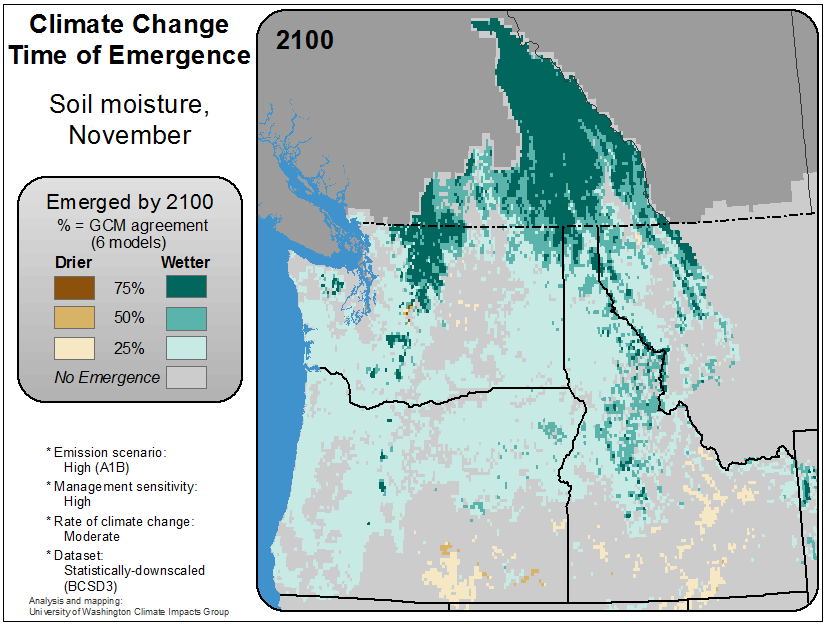 Climate Change
Time of Emergence
Soil moisture,
November
2100
Emerged by 2100
% = GCM agreement
(6 models)
Drier Wetter
75%
50%
25%
No Emergence
* Emission scenario:
High (A1B)
* Management sensitivity:
High
* Rate of climate change:
Moderate
* Dataset:
Statistically-downscaled
(BCSD3)
Analysis and mapping:
University of Washington Climate Impacts Group